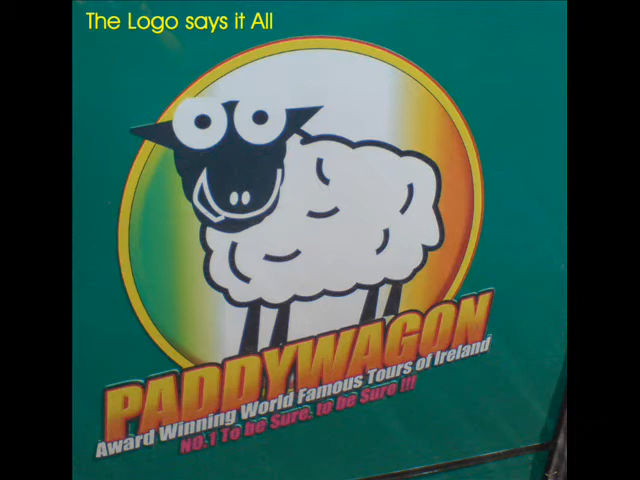 The Logo says it All
PADDYWAGON
Award Winning World Famous Tours of Ireland
NO.1 To be Sure. to be Sure !!!